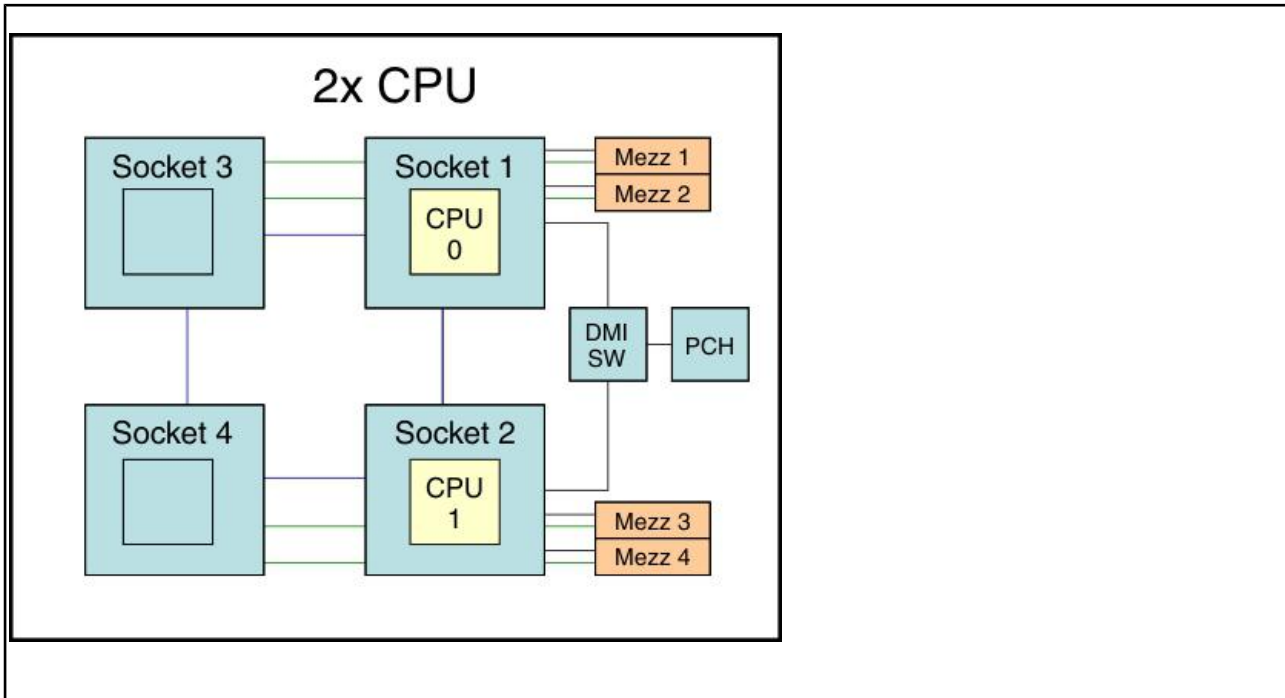 2x CPU
Socket 3
Socket 1
CPU
0
Mezz 1
Mezz 2
DMI
SW
PCH
Socket 4
Socket 2
CPU
1
Mezz 3
Mezz 4